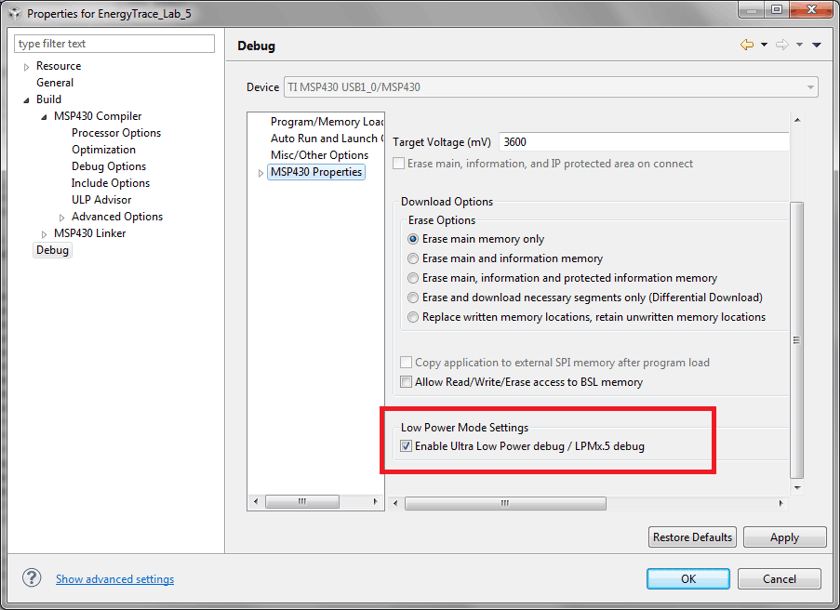 Properties for EnergyTrace_Lab_5
type filter text
Resource
General
Build
MSP430 Compiler
Processor Options
Optimization
Debug Options
Include Options
ULP Advisor
Advanced Options
MSP430 Linker
Debug
Debug
Device TI MSP430 USB1_0/MSP430
Program/Memory Loac
Auto Run and Launch
Misc/Other Options
MSP430 Properties
Target Voltage (mV) 3600
Erase main, information, and IP protected area on connect
Download Options
Erase Options
Erase main memory only
Erase main and information memory
Erase main, information and protected information memory
Erase and download necessary segments only (Differential Download)
Replace written memory locations, retain unwritten memory locations
Copy application to external SPI memory after program load
Allow Read/Write/Erase access to BSL memory
Low Power Mode Settings
Enable Ultra Low Power debug / LPMx.5 debug
Restore Defaults Apply
? Show advanced settings
OK Cancel